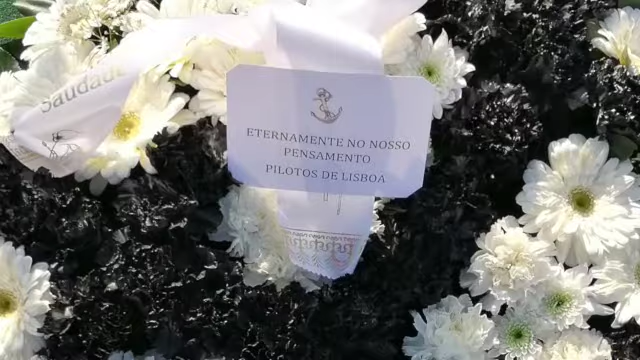 Saudade
ETERNAMENTE NO NOSSO
PENSAMENTO
PILOTOS DE LISBOA